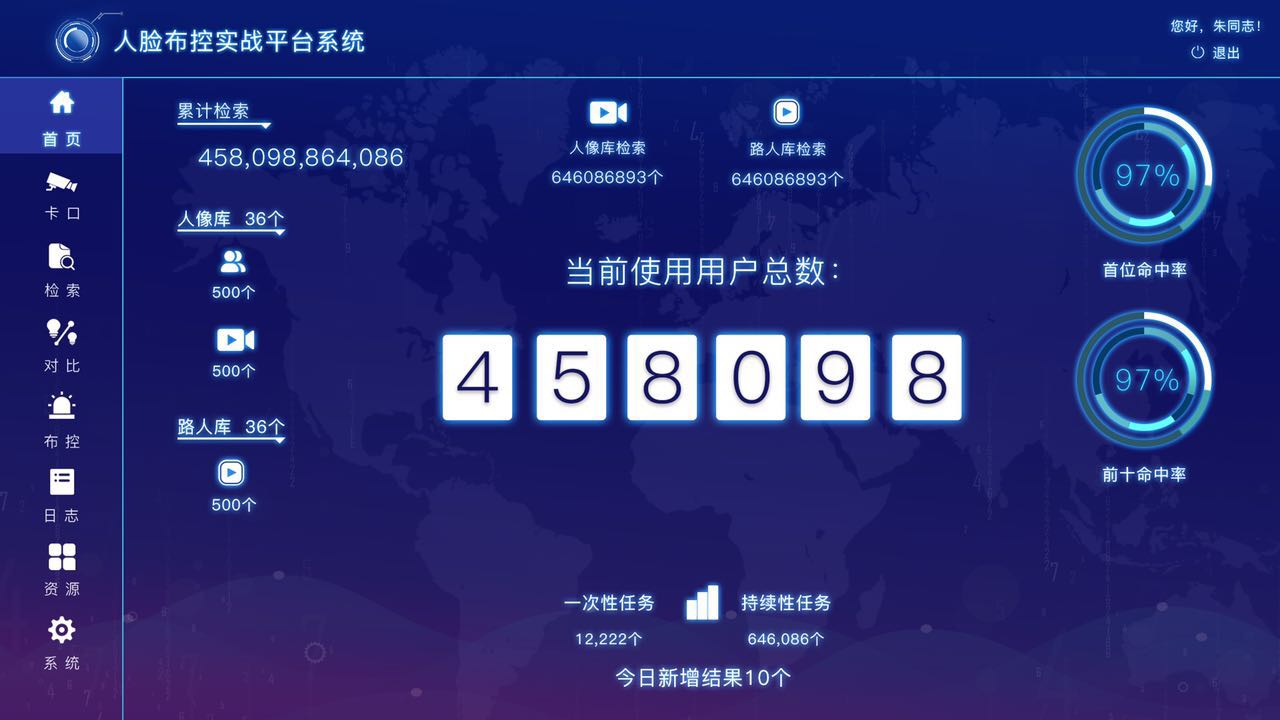 人脸布控实战平台系统
您好，朱同志！
退出
首 页
卡 口
检 索
对 比
布 控
日 志
资 源
系 统
累计检索
458,098,864,086
人像库 36个
500个
500个
路人库 36个
500个
人像库检索
646086893个
路人库检索
646086893个
当前使用用户总数：
4 5 8 0 9 8
一次性任务
12,222个
持续性任务
646,086个
今日新增结果10个
97%
首位命中率
97%
前十命中率